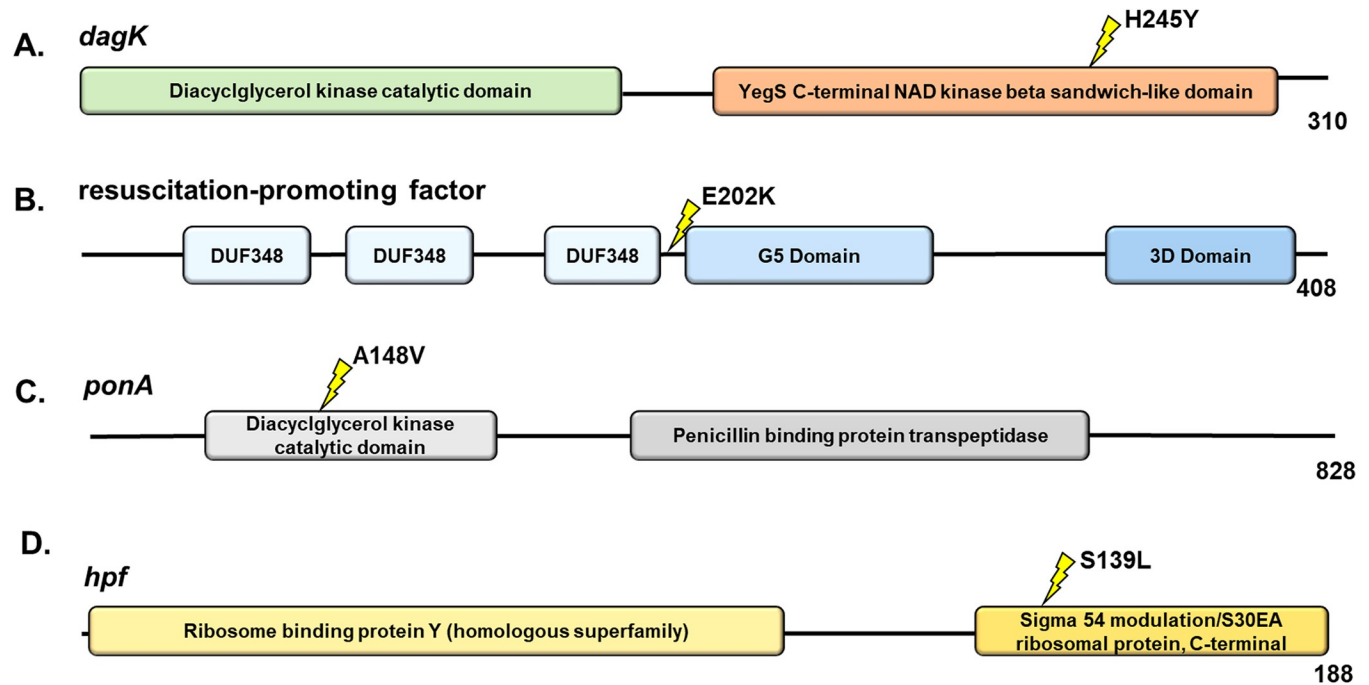 A.
dagK
H245Y
Diacyclglycerol kinase catalytic domain
YegS C-terminal NAD kinase beta sandwich-like domain
310
B.
resuscitation-promoting factor
E202K
DUF348
DUF348
DUF348
G5 Domain
3D Domain
408
C.
ponA
A148V
Diacyclglycerol kinase
catalytic domain
Penicillin binding protein transpeptidase
828
D.
hpf
S139L
Ribosome binding protein Y (homologous superfamily)
Sigma 54 modulation/S30EA
ribosomal protein, C-terminal
188